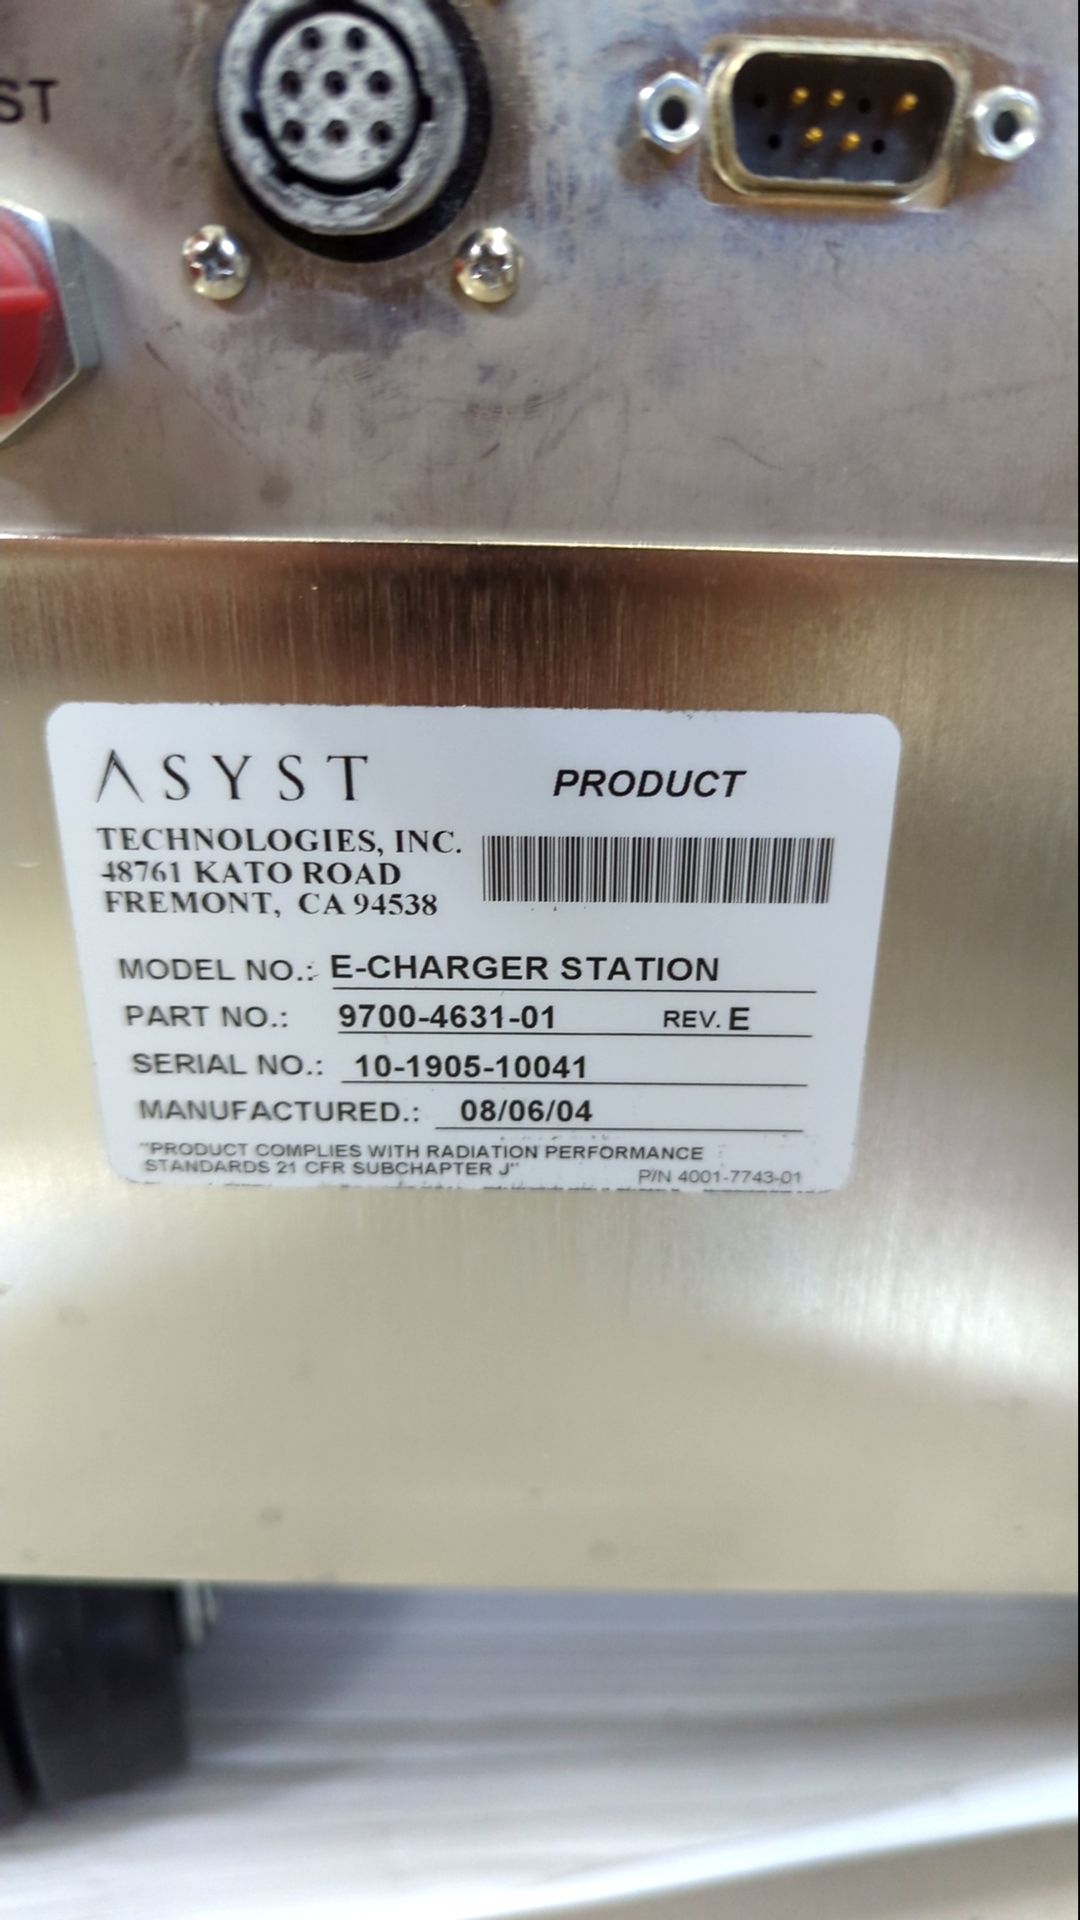 ST
ASYST
PRODUCT
TECHNOLOGIES, INC.
48761 KATO ROAD
FREMONT, CA 94538
MODEL NO.: E-CHARGER STATION
PART NO.: 9700-4631-01 REV. E
SERIAL NO.: 10-1905-10041
MANUFACTURED.: 08/06/04
"PRODUCT COMPLIES WITH RADIATION PERFORMANCE
STANDARDS 21 CFR SUBCHAPTER J"
P/N 4001-7743-01